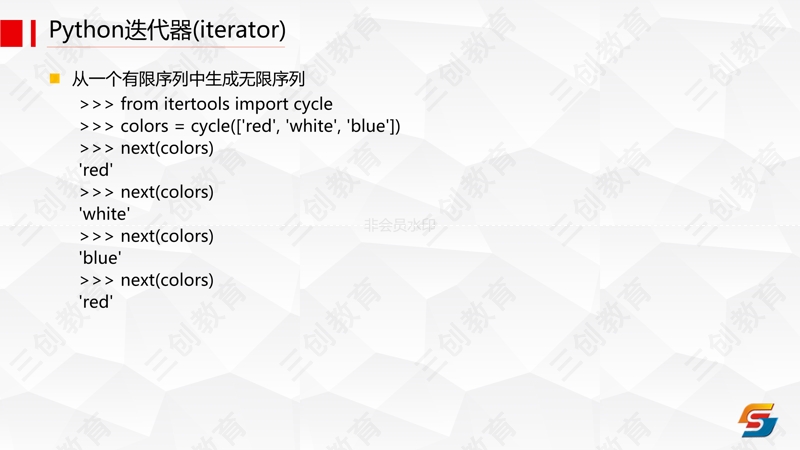 Python迭代器(iterator)
从一个有限序列中生成无限序列
>>> from itertools import cycle
>>> colors = cycle(['red', 'white', 'blue'])
>>> next(colors)
'red'
>>> next(colors)
'white'
>>> next(colors)
'blue'
>>> next(colors)
'red'
非会员水印
三创教育